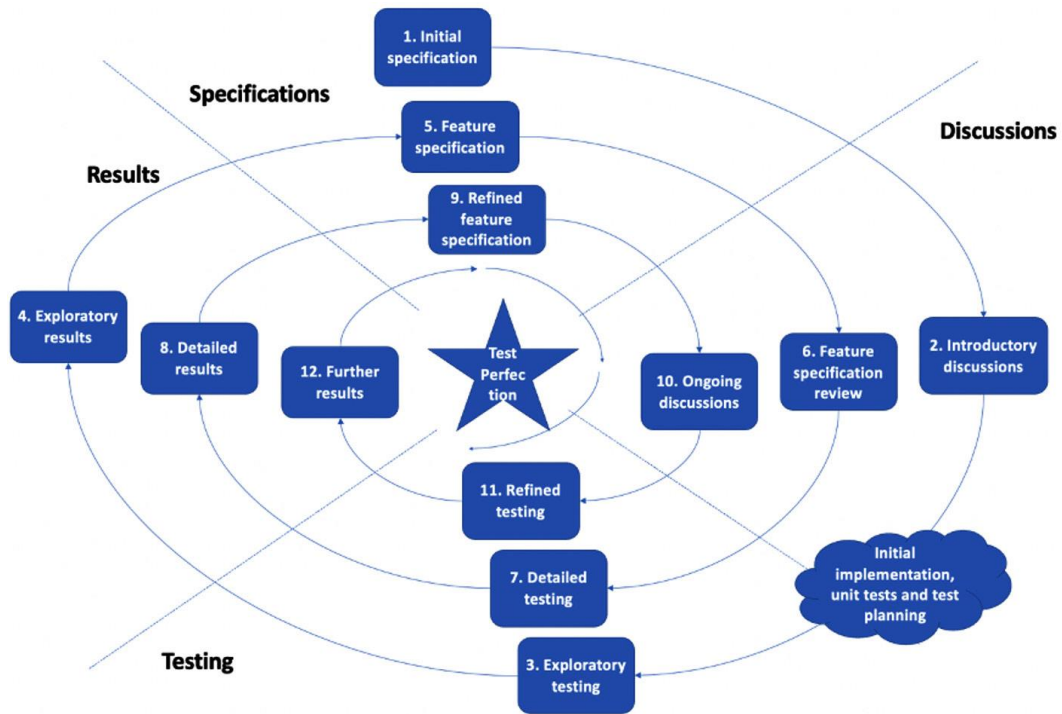 1. Initial
specification
Specifications
Discussions
5. Feature
specification
Results
9. Refined
feature
specification
4. Exploratory
results
8. Detailed
results
12. Further
results
Test
Perfec
tion
10. Ongoing
discussions
6. Feature
specification
review
2. Introductory
discussions
11. Refined
testing
7. Detailed
testing
Initial
implementation,
unit tests and test
planning
Testing
3. Exploratory
testing